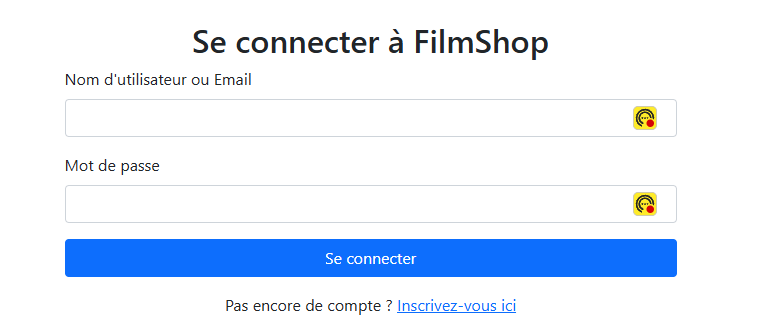 Se connecter à FilmShop
Nom d'utilisateur ou Email
Mot de passe
Se connecter
Pas encore de compte ? Inscrivez-vous ici